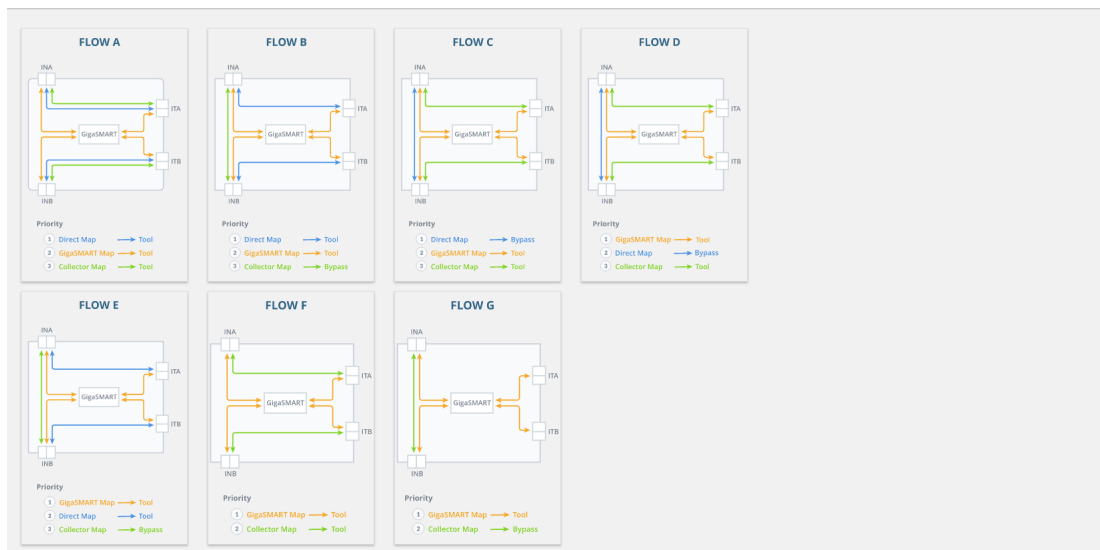 FLOW A
INA
ITA
GigaSMART
ITB
INB
Priority
1 Direct Map Tool
2 GigaSMART Map Tool
3 Collector Map Tool
FLOW B
INA
ITA
GigaSMART
ITB
INB
Priority
1 Direct Map Tool
2 GigaSMART Map Tool
3 Collector Map Bypass
FLOW C
INA
ITA
GigaSMART
ITB
INB
Priority
1 Direct Map Bypass
2 GigaSMART Map Tool
3 Collector Map Tool
FLOW D
INA
ITA
GigaSMART
ITB
INB
Priority
1 GigaSMART Map Tool
2 Direct Map Bypass
3 Collector Map Tool
FLOW E
INA
ITA
GigaSMART
ITB
INB
Priority
1 GigaSMART Map Tool
2 Direct Map Tool
3 Collector Map Bypass
FLOW F
INA
ITA
GigaSMART
ITB
INB
Priority
1 GigaSMART Map Tool
2 Collector Map Tool
FLOW G
INA
ITA
GigaSMART
ITB
INB
Priority
1 GigaSMART Map Tool
2 Collector Map Bypass